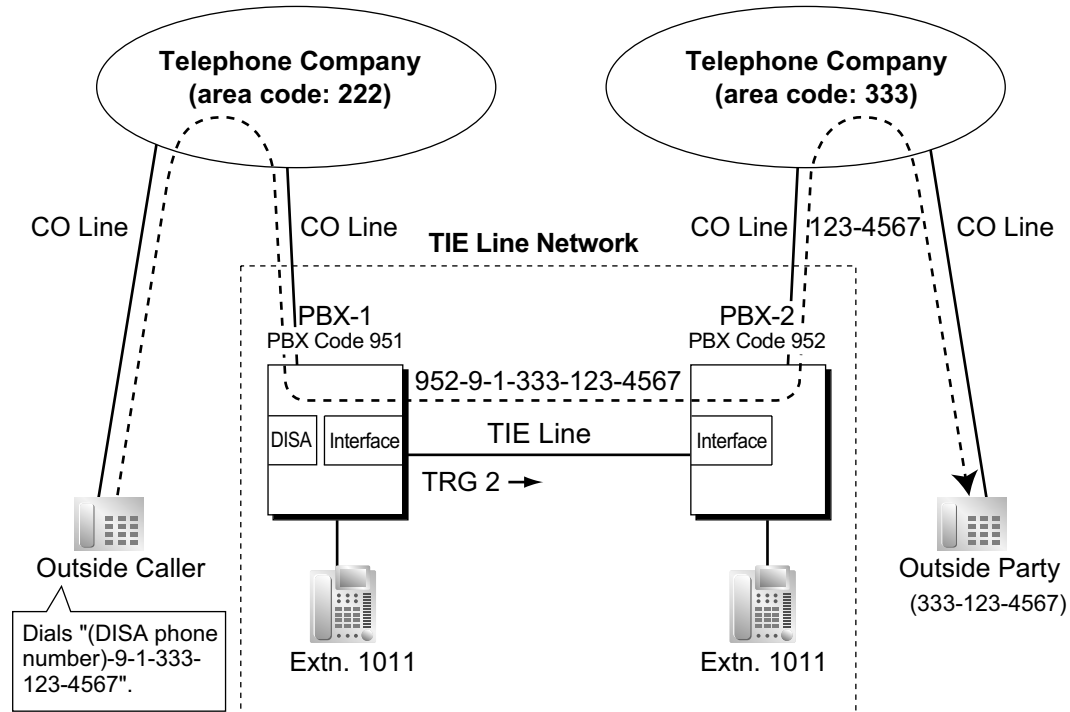 Telephone Company
(area code: 222)
Telephone Company
(area code: 333)
CO Line
CO Line
TIE Line Network
CO Line
123-4567
CO Line
PBX-1
PBX Code 951
PBX-2
PBX Code 952
952-9-1-333-123-4567
DISA
Interface
TIE Line
Interface
TRG 2
Outside Caller
Outside Party
(333-123-4567)
Dials "(DISA phone
number)-9-1-333-
123-4567".
Extn. 1011
Extn. 1011